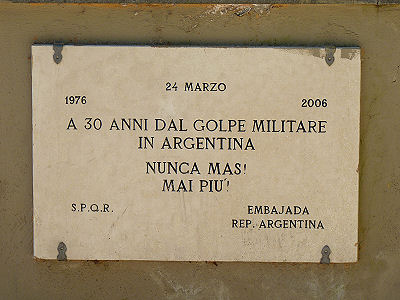 24 MARZO
1976 2006
A 30 ANNI DAL GOLPE MILITARE
IN ARGENTINA
NUNCA MAS!
MAI PIU'!
S.P.Q.R. EMBAJADA
REP. ARGENTINA